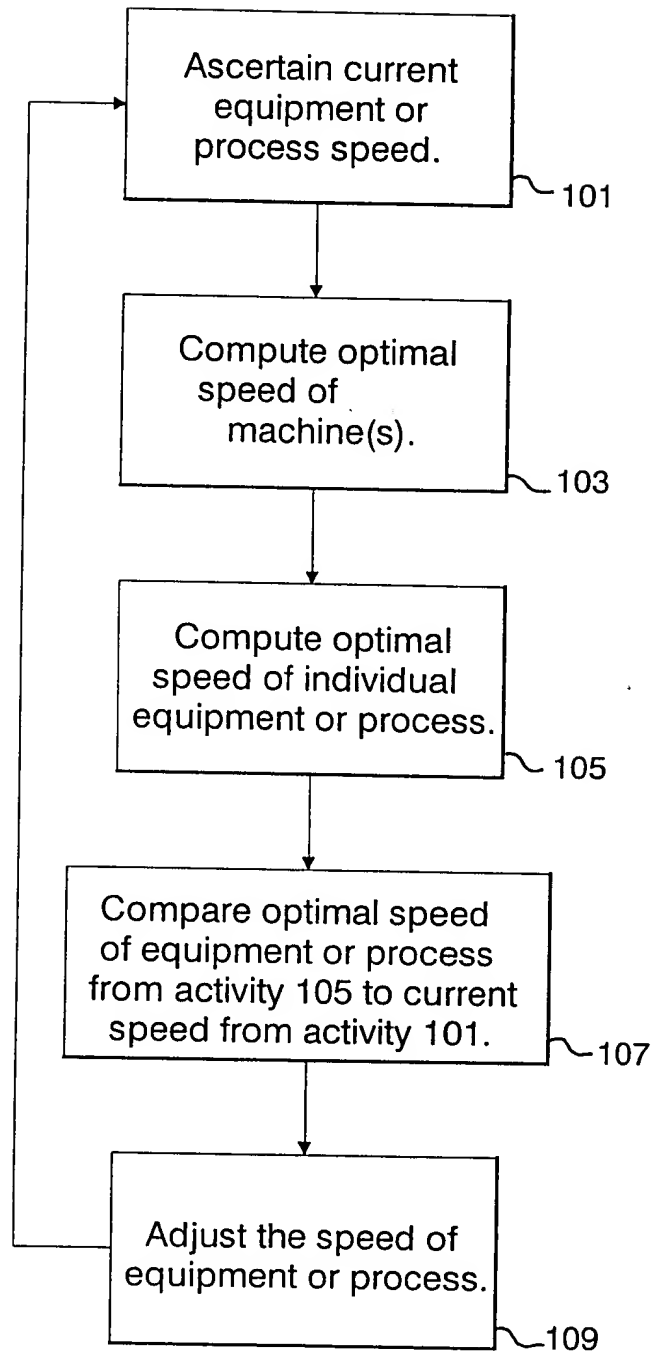 Ascertain current
equipment or
process speed.
101
Compute optimal
speed of
machine(s).
103
Compute optimal
speed of individual
equipment or process.
105
Compare optimal speed
of equipment or process
from activity 105 to current
speed from activity 101.
107
Adjust the speed of
equipment or process.
109